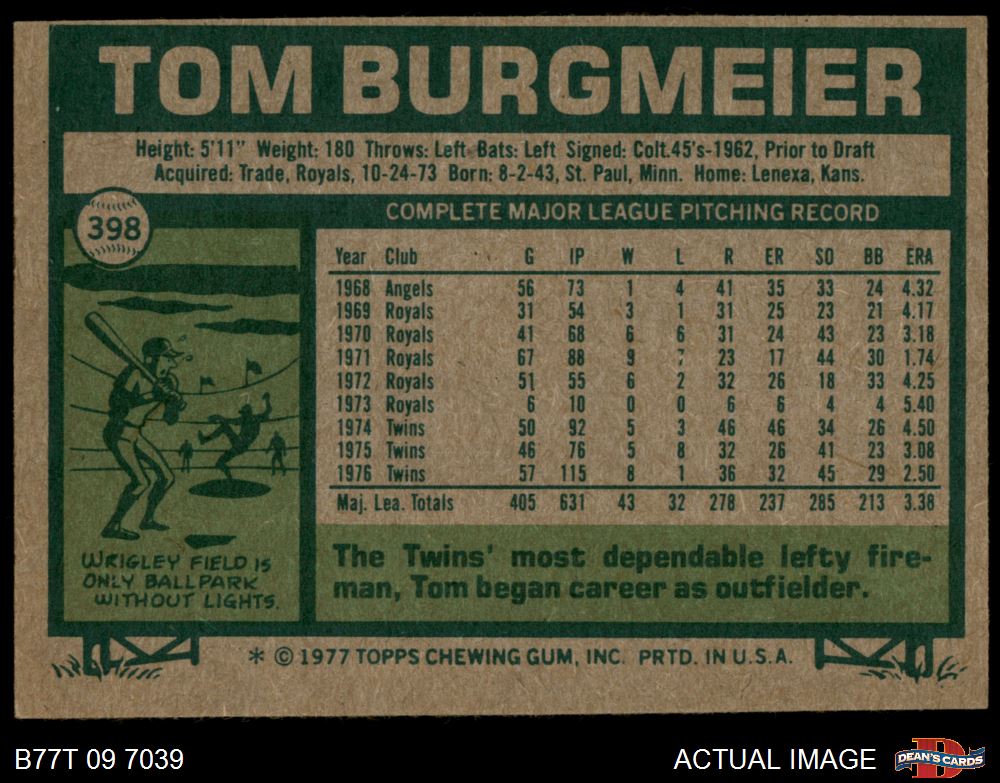 TOM BURGMEIER
Height: 5'11" Weight: 180 Throws: Left Bats: Left Signed: Colt.45's-1962, Prior to Draft
Acquired: Trade, Royals, 10-24-73 Born: 8-2-43, St. Paul, Minn. Home: Lenexa, Kans.
398
COMPLETE MAJOR LEAGUE PITCHING RECORD
Year Club G IP W L R ER SO BB ERA
1968 Angels 56 73 1 4 41 35 33 24 4.32
1969 Royals 31 54 3 1 31 25 23 21 4.17
1970 Royals 41 68 6 6 31 24 43 23 3.18
1971 Royals 67 88 9 7 23 17 44 30 1.74
1972 Royals 51 55 6 2 32 26 18 33 4.25
1973 Royals 6 10 0 0 6 6 4 4 5.40
1974 Twins 50 92 5 3 46 46 34 26 4.50
1975 Twins 46 76 5 8 32 26 41 23 3.08
1976 Twins 57 115 8 1 36 32 45 29 2.50
Maj. Lea. Totals 405 631 43 32 278 237 285 213 3.38
WRIGLEY FIELD IS
ONLY BALLPARK
WITHOUT LIGHTS.
The Twins' most dependable lefty fire-
man, Tom began career as outfielder.
* © 1977 TOPPS CHEWING GUM, INC. PRTD. IN U.S.A.
B77T 09 7039
ACTUAL IMAGE
D
DEAN'S CARDS